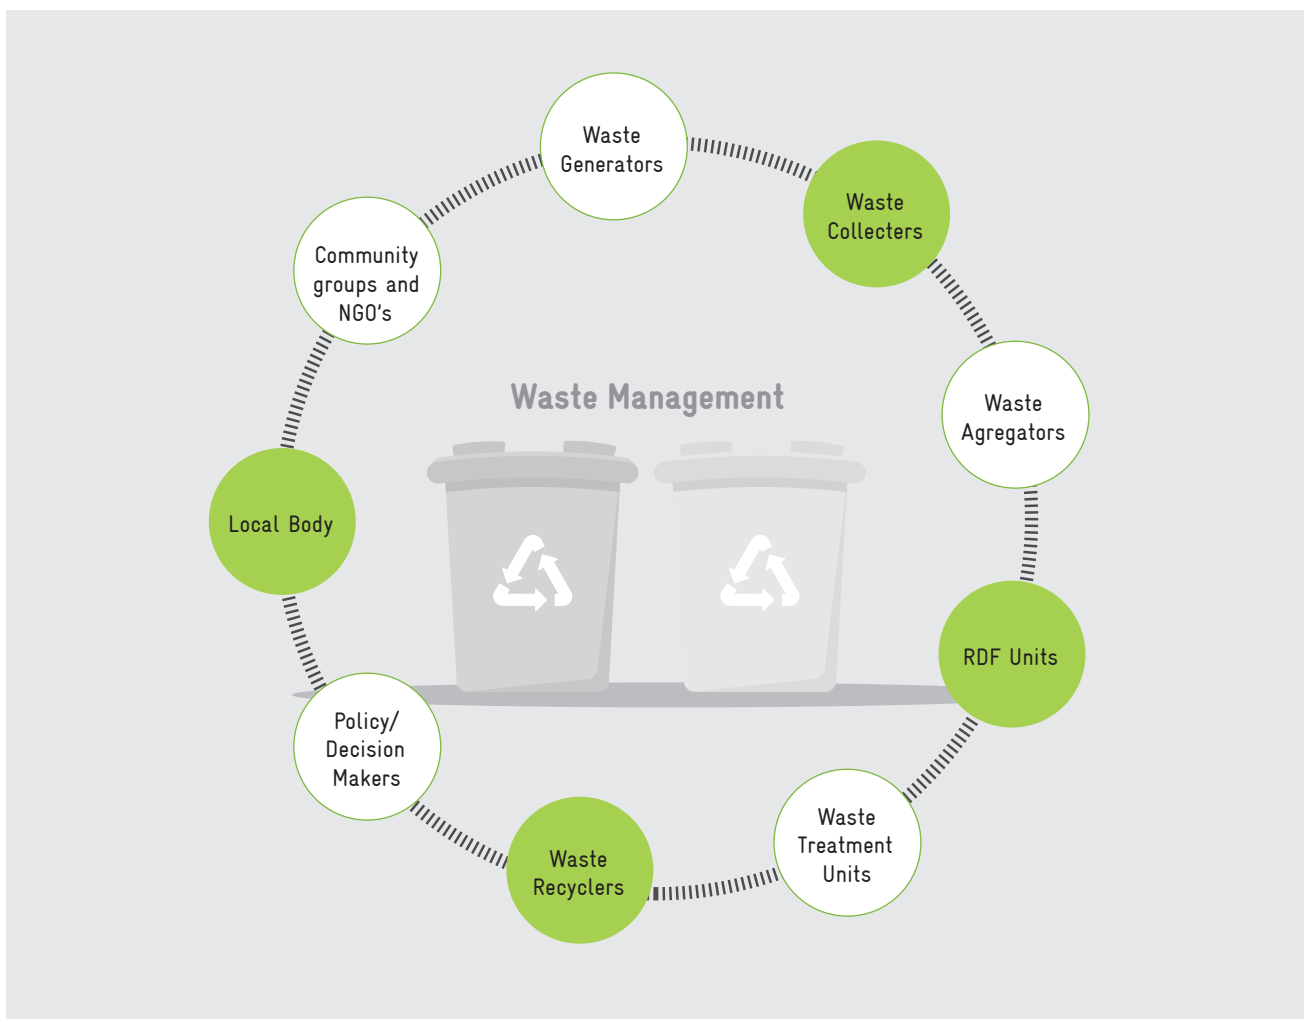 Waste
Generators
Waste
Collecters
Community
groups and
NGO's
Waste
Agregators
Waste Management
Local Body
RDF Units
Policy/
Decision
Makers
Waste
Treatment
Units
Waste
Recyclers